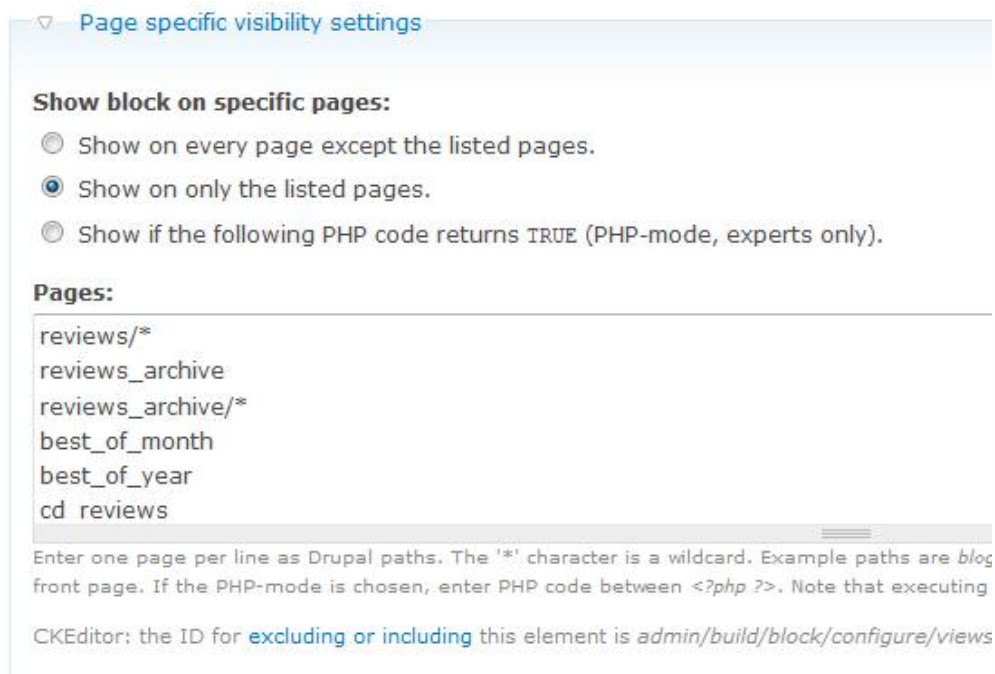 Page specific visibility settings
Show block on specific pages:
Show on every page except the listed pages.
Show on only the listed pages.
Show if the following PHP code returns TRUE (PHP-mode, experts only).
Pages:
reviews/*
reviews_archive
reviews_archive/*
best_of_month
best_of_year
cd_reviews
Enter one page per line as Drupal paths. The '*' character is a wildcard. Example paths are blog
front page. If the PHP-mode is chosen, enter PHP code between <?php ?>. Note that executing
CKEditor: the ID for excluding or including this element is admin/build/block/configure/views